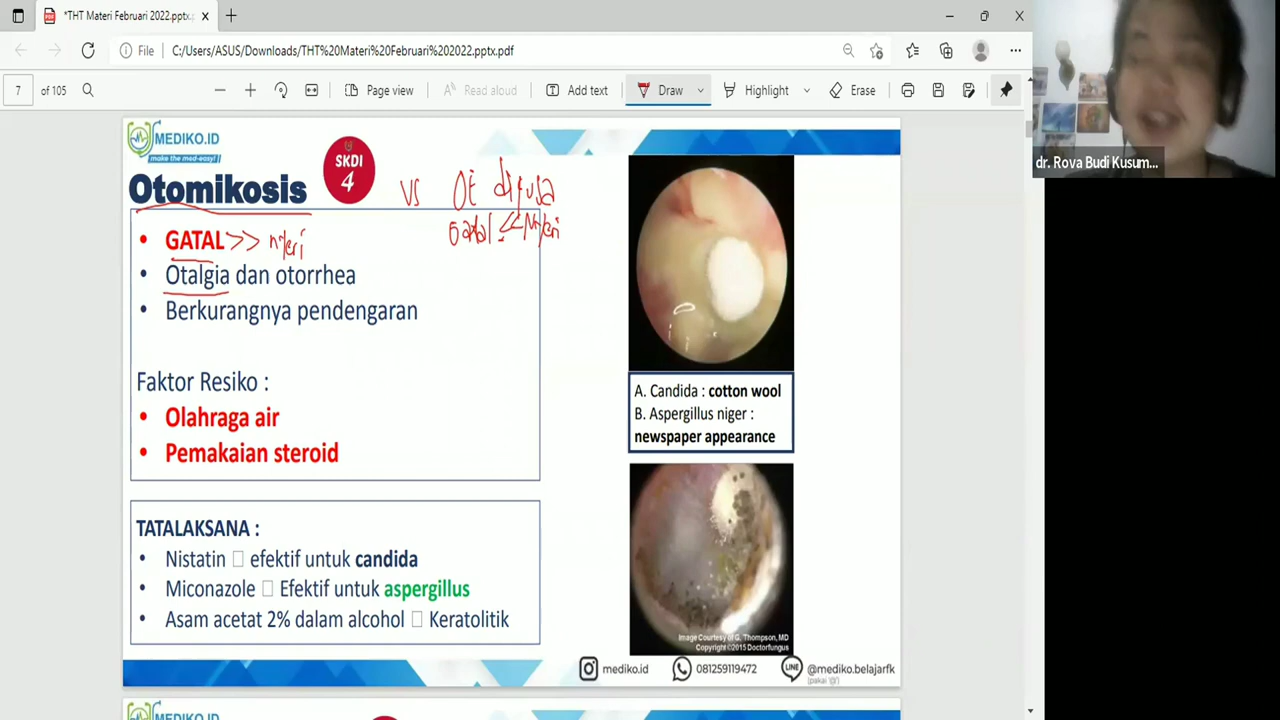 *THT Materi Februari 2022.pptx.p
File
C:/Users/ASUS/Downloads/THT%20Materi%20Februari%202022.pptx.pdf
7 of 105
Page view
Read aloud
Add text
Draw
Highlight
Erase
dr. Rova Budi Kusum...
MEDIKO.ID
make the med-easy!
SKDI
4
Otomikosis
vs OE difusa
Gatal << Nyeri
• GATAL >> nyeri
• Otalgia dan otorrhea
• Berkurangnya pendengaran
Faktor Resiko :
• Olahraga air
• Pemakaian steroid
TATALAKSANA :
• Nistatin □ efektif untuk candida
• Miconazole □ Efektif untuk aspergillus
• Asam acetat 2% dalam alcohol □ Keratolitik
A. Candida : cotton wool
B. Aspergillus niger :
newspaper appearance
Image Courtesy of G. Thompson, MD
Copyright ©2015 Doctorfungus
mediko.id
081259119472
@mediko.belajarfk
(pakai '@')
MEDIKO.ID